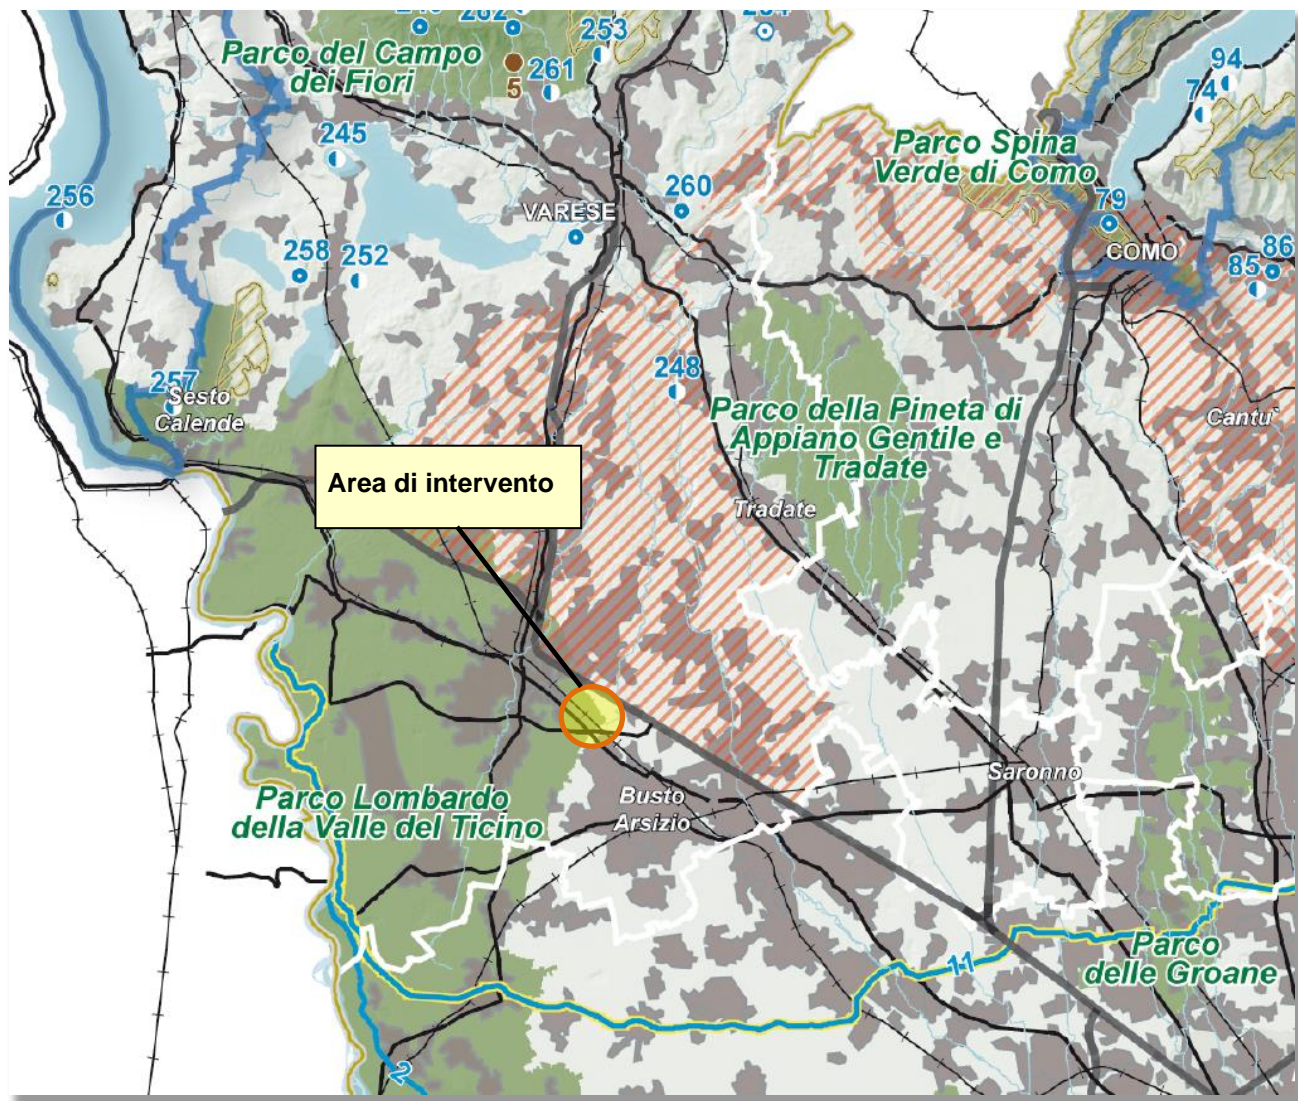 282
253
Parco del Campo
dei Fiori
261
5
94
74
245
Parco Spina
Verde di Como
256
260
79
VARESE
COMO
258
252
86
85
248
257
Sesto
Calende
Parco della Pineta di
Appiano Gentile e
Tradate
Cantu`
Area di intervento
Tradate
Saronno
Busto
Arsizio
Parco Lombardo
della Valle del Ticino
11
Parco
delle Groane
2